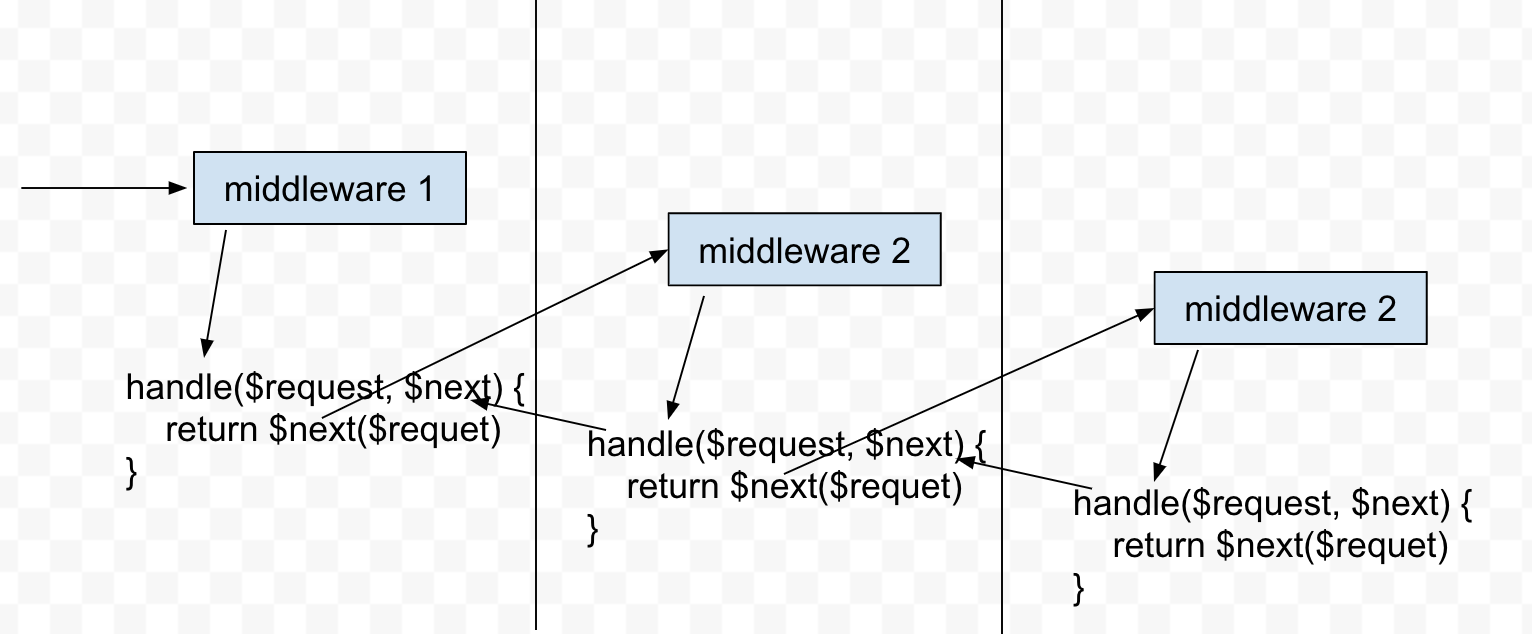 middleware 1
handle($request, $next) {
return $next($requet)
}
middleware 2
handle($request, $next) {
return $next($requet)
}
middleware 2
handle($request, $next) {
return $next($requet)
}